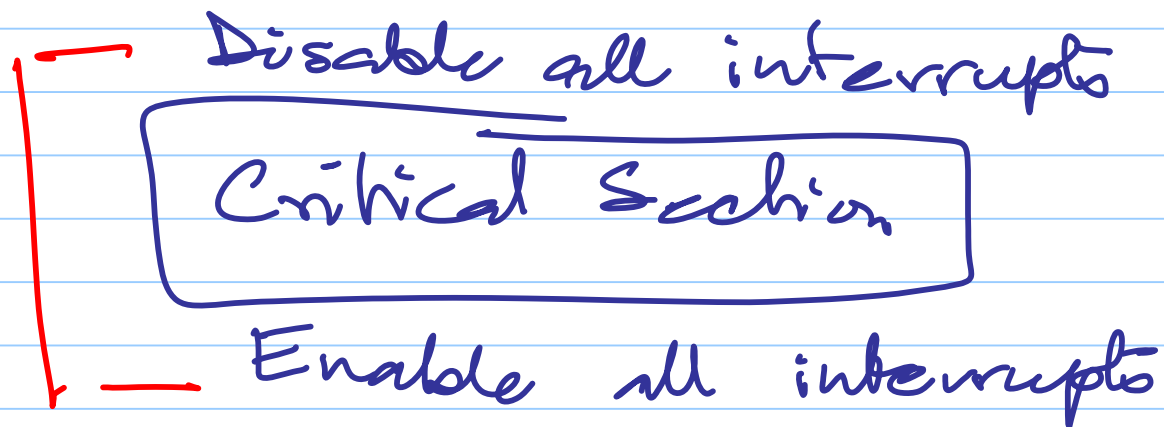 Disable all interrupts
Critical Section
Enable all interrupts